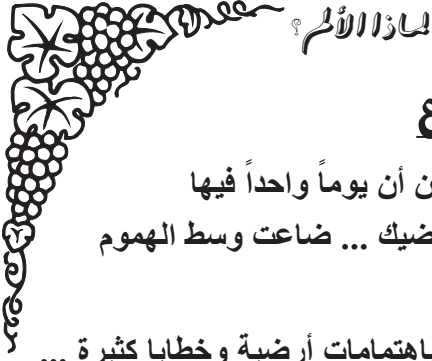 لماذا الألم؟
ن أن يوماً واحداً فيها
ضيك ... ضاعت وسط الهموم
باهتمامات أرضية وخطايا كثيرة ...